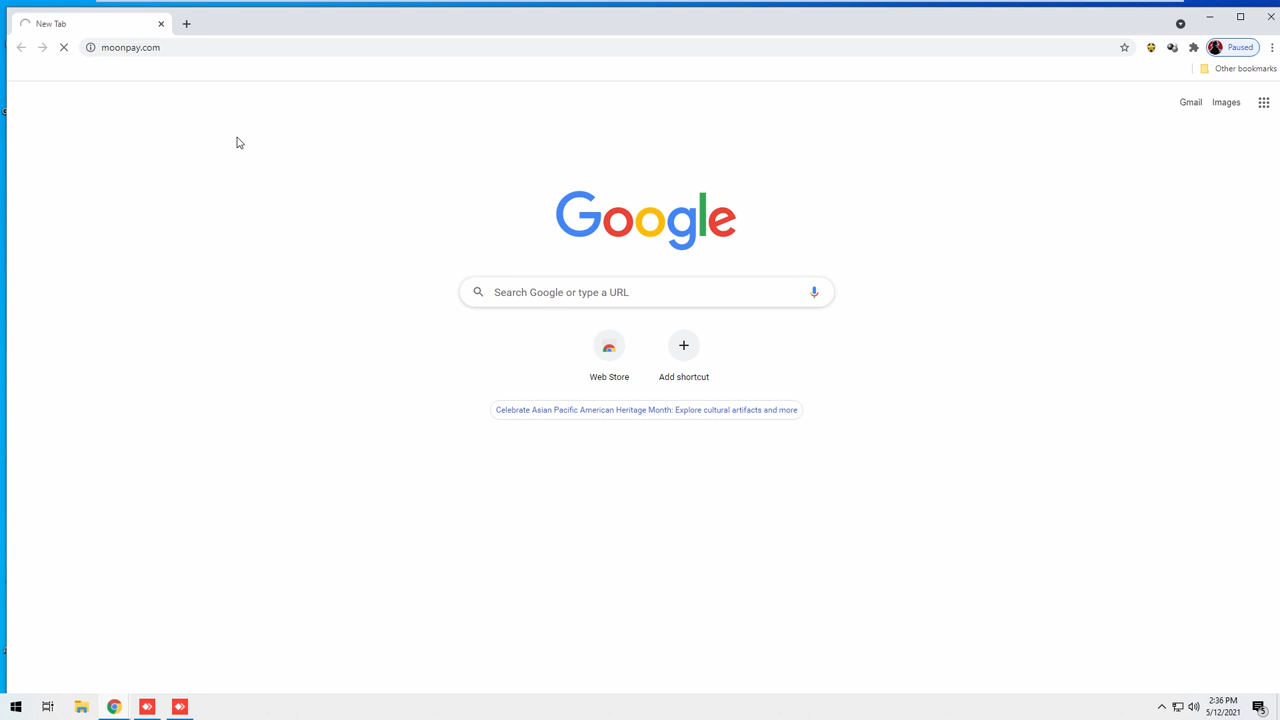 New Tab
moonpay.com
Paused
Other bookmarks
Gmail Images
Google
Search Google or type a URL
Web Store Add shortcut
Celebrate Asian Pacific American Heritage Month: Explore cultural artifacts and more
2:36 PM
5/12/2021
5